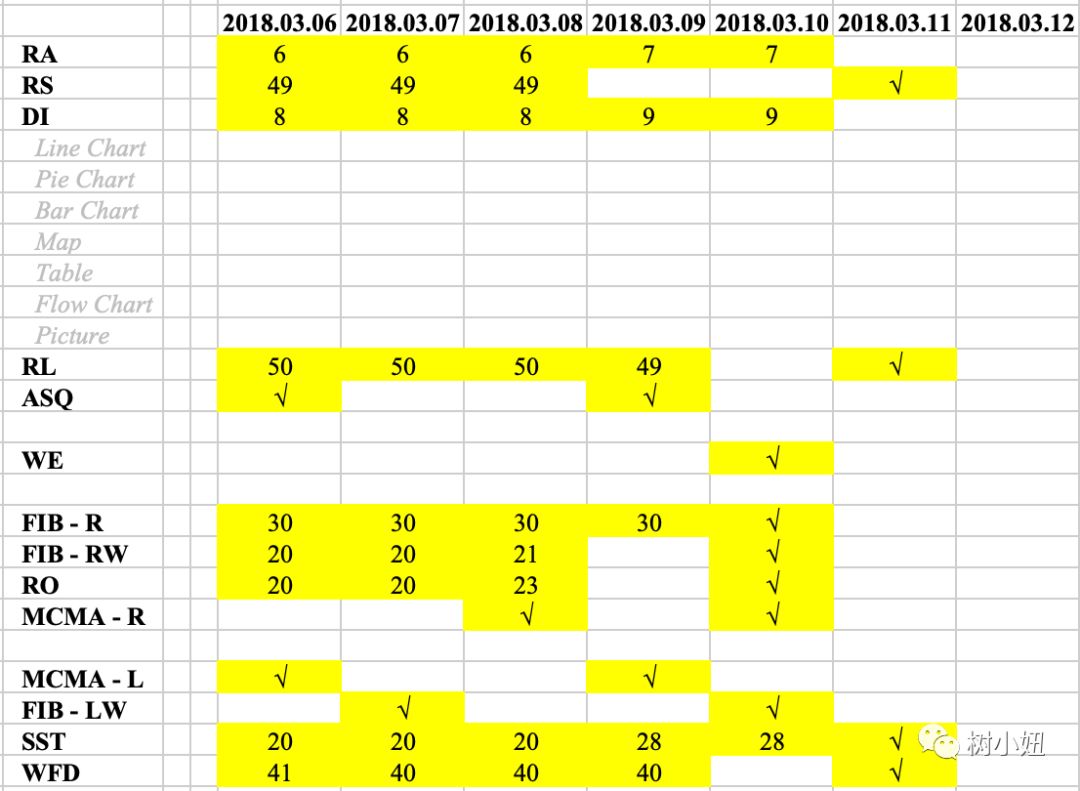 2018.03.06 2018.03.07 2018.03.08 2018.03.09 2018.03.10 2018.03.11 2018.03.12
RA 6 6 6 7 7
RS 49 49 49 √
DI 8 8 8 9 9
Line Chart
Pie Chart
Bar Chart
Map
Table
Flow Chart
Picture
RL 50 50 50 49 √
ASQ √ √
WE √
FIB - R 30 30 30 30 √
FIB - RW 20 20 21 √
RO 20 20 23 √
MCMA - R √ √
MCMA - L √ √
FIB - LW √ √
SST 20 20 20 28 28 √ 树小妞
WFD 41 40 40 40 √